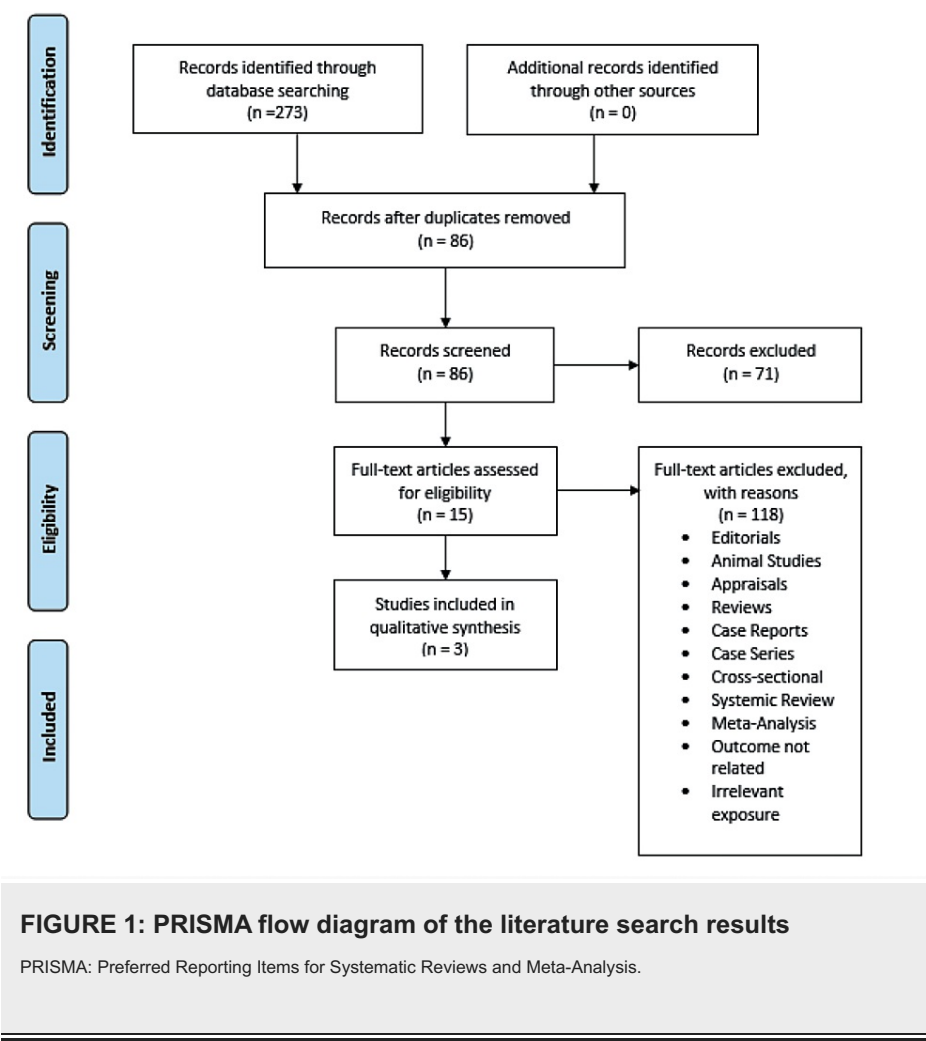 Identification
Records identified through
database searching
(n =273)
Additional records identified
through other sources
(n = 0)
Records after duplicates removed
(n = 86)
Screening
Records screened
(n = 86)
Records excluded
(n = 71)
Eligibility
Full-text articles assessed
for eligibility
(n = 15)
Full-text articles excluded,
with reasons
(n = 118)
• Editorials
• Animal Studies
• Appraisals
• Reviews
• Case Reports
• Case Series
• Cross-sectional
• Systemic Review
• Meta-Analysis
• Outcome not
related
• Irrelevant
exposure
Studies included in
qualitative synthesis
(n = 3)
Included
FIGURE 1: PRISMA flow diagram of the literature search results
PRISMA: Preferred Reporting Items for Systematic Reviews and Meta-Analysis.